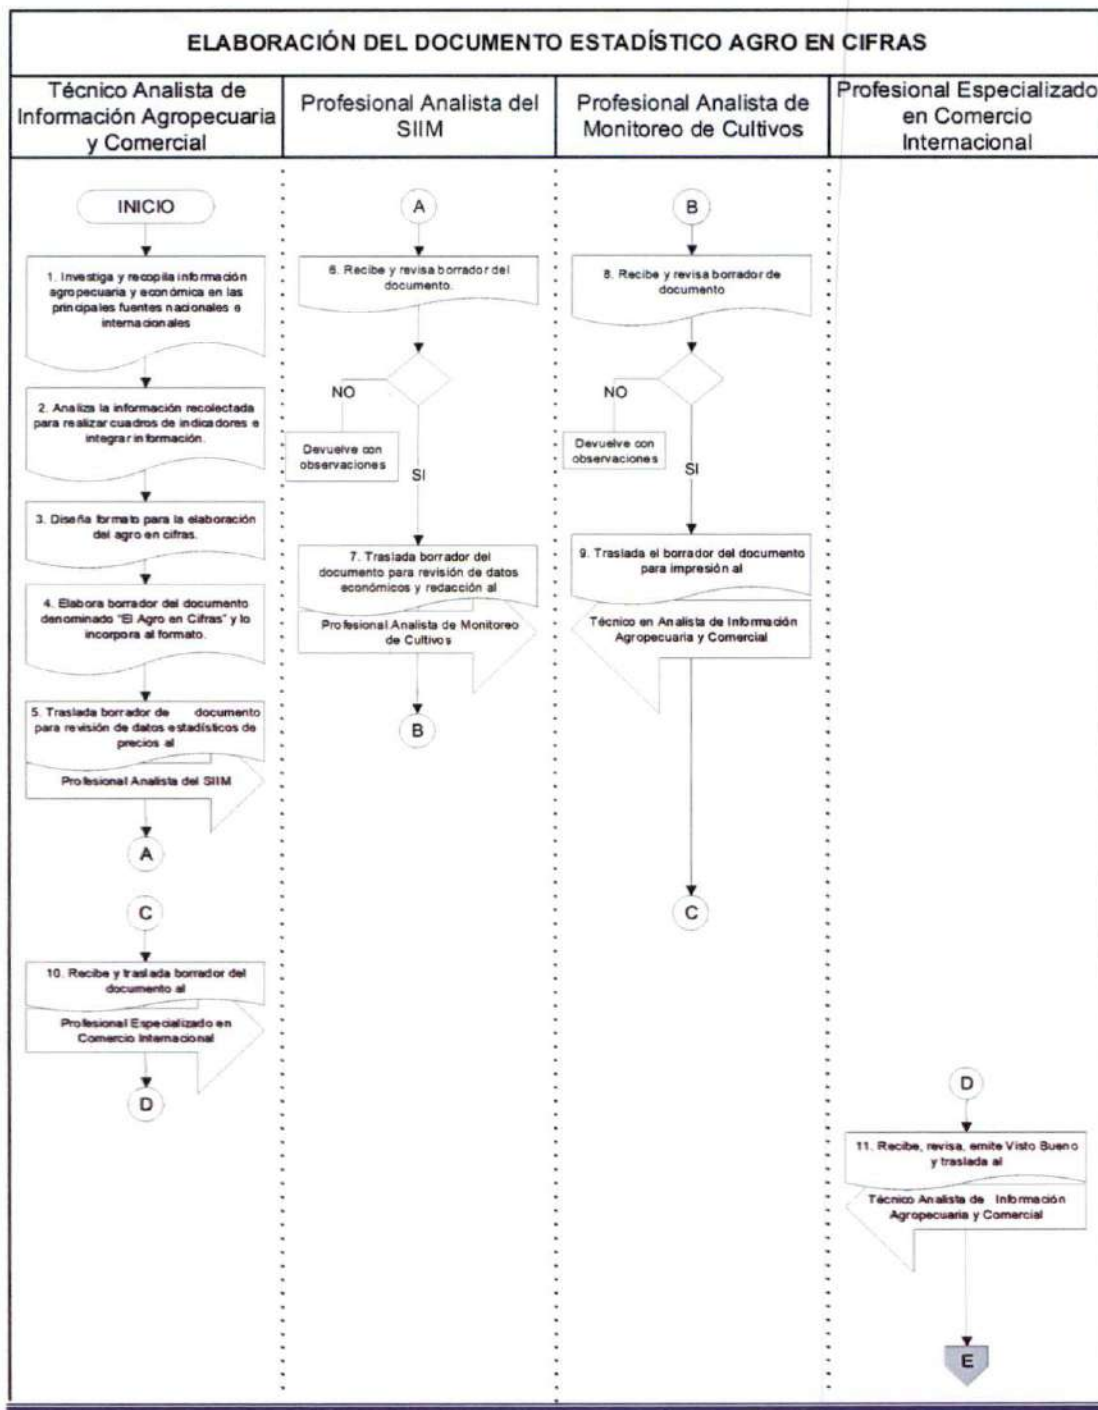 ELABORACIÓN DEL DOCUMENTO ESTADÍSTICO AGRO EN CIFRAS
Técnico Analista de
Información Agropecuaria
y Comercial
Profesional Analista del
SIIM
Profesional Analista de
Monitoreo de Cultivos
Profesional Especializado
en Comercio
Internacional
INICIO
1. Investiga y recopila información
agropecuaria y económica en las
principales fuentes nacionales e
internacionales
2. Analiza la información recolectada
para realizar cuadros de indicadores e
integrar información.
3. Diseña formato para la elaboración
del agro en cifras.
4. Elabora borrador del documento
denominado "El Agro en Cifras" y lo
incorpora al formato.
5. Traslada borrador de documento
para revisión de datos estadísticos de
precios al
Profesional Analista del SIIM
A
C
10. Recibe y traslada borrador del
documento al
Profesional Especializado en
Comercio Internacional
D
A
6. Recibe y revisa borrador del
documento.
NO
Devuelve con
observaciones
SI
7. Traslada borrador del
documento para revisión de datos
económicos y redacción al
Profesional Analista de Monitoreo
de Cultivos
B
B
8. Recibe y revisa borrador de
documento
NO
Devuelve con
observaciones
SI
9. Traslada el borrador del documento
para impresión al
Técnico en Analista de Información
Agropecuaria y Comercial
C
D
11. Recibe, revisa, emite Visto Bueno
y traslada al
Técnico Analista de Información
Agropecuaria y Comercial
E